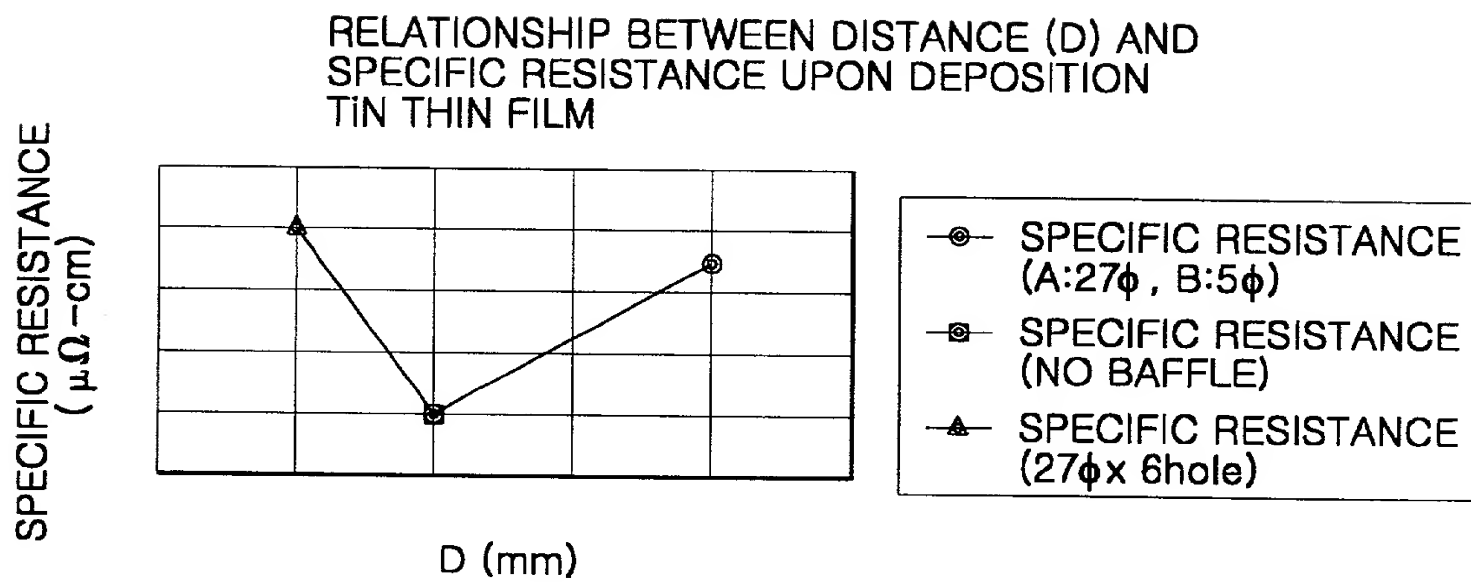 RELATIONSHIP BETWEEN DISTANCE (D) AND
SPECIFIC RESISTANCE UPON DEPOSITION
TiN THIN FILM
SPECIFIC RESISTANCE
(μΩ-cm)
D (mm)
SPECIFIC RESISTANCE
(A:27ϕ, B:5ϕ)
SPECIFIC RESISTANCE
(NO BAFFLE)
SPECIFIC RESISTANCE
(27ϕx 6hole)